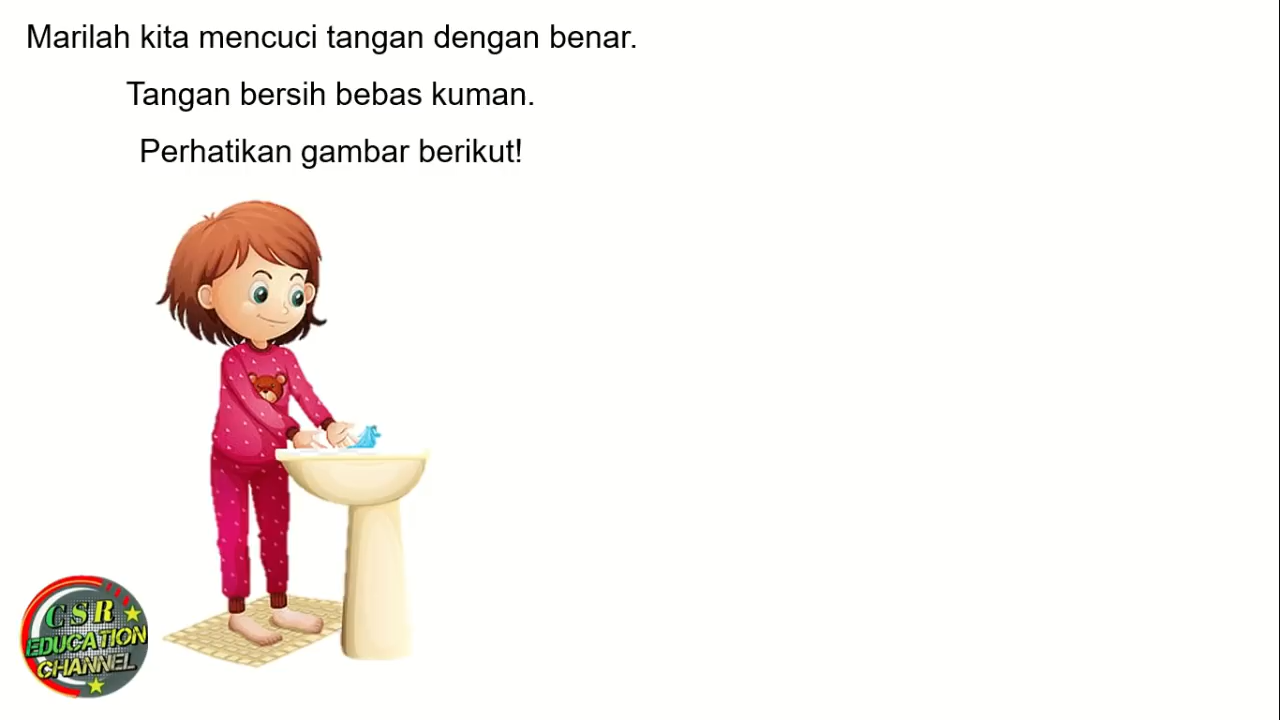 Marilah kita mencuci tangan dengan benar.
Tangan bersih bebas kuman.
Perhatikan gambar berikut!
CSR
EDUCATION
CHANNEL